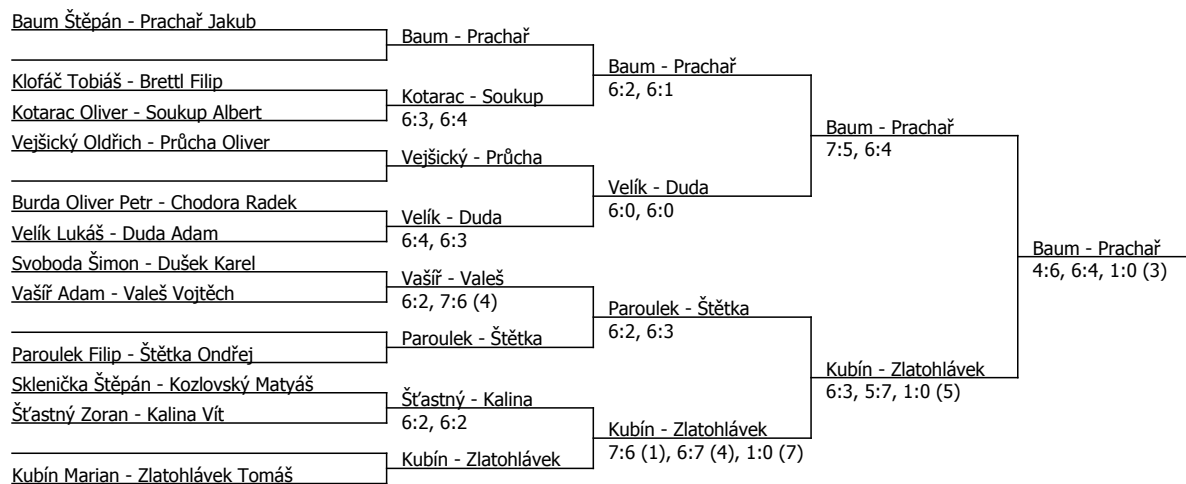 Baum Štěpán - Prachař Jakub
Klofáč Tobiáš - Brettl Filip
Kotarac Oliver - Soukup Albert
Vejšický Oldřich - Průcha Oliver
Burda Oliver Petr - Chodora Radek
Velík Lukáš - Duda Adam
Svoboda Šimon - Dušek Karel
Vašíř Adam - Valeš Vojtěch
Paroulek Filip - Štětka Ondřej
Sklenička Štěpán - Kozlovský Matyáš
Šťastný Zoran - Kalina Vít
Kubín Marian - Zlatohlávek Tomáš
Baum - Prachař
Kotarac - Soukup
6:3, 6:4
Vejšický - Průcha
Velík - Duda
6:4, 6:3
Vašíř - Valeš
6:2, 7:6 (4)
Paroulek - Štětka
Šťastný - Kalina
6:2, 6:2
Kubín - Zlatohlávek
Baum - Prachař
6:2, 6:1
Velík - Duda
6:0, 6:0
Paroulek - Štětka
6:2, 6:3
Kubín - Zlatohlávek
7:6 (1), 6:7 (4), 1:0 (7)
Baum - Prachař
7:5, 6:4
Kubín - Zlatohlávek
6:3, 5:7, 1:0 (5)
Baum - Prachař
4:6, 6:4, 1:0 (3)